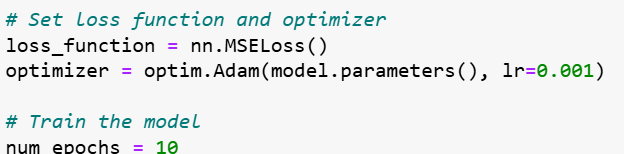 # Set loss function and optimizer
loss_function = nn.MSELoss()
optimizer = optim.Adam(model.parameters(), lr=0.001)
# Train the model
num_epochs = 10